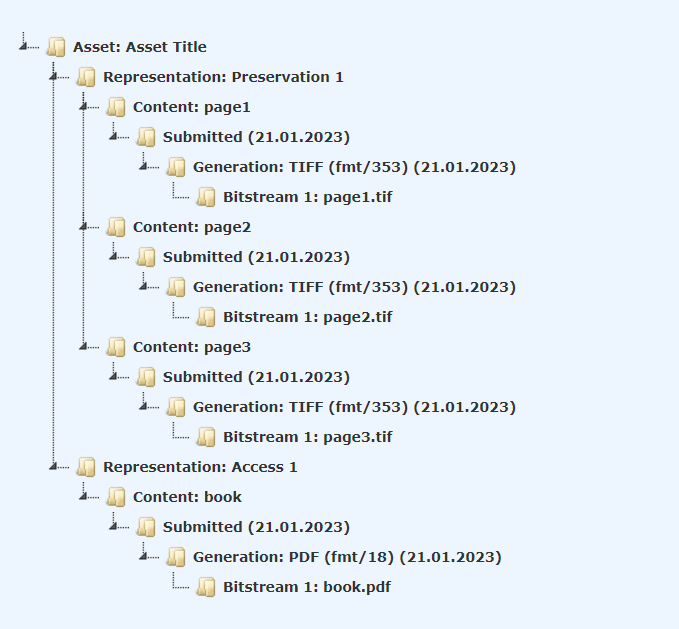 Asset: Asset Title
Representation: Preservation 1
Content: page1
Submitted (21.01.2023)
Generation: TIFF (fmt/353) (21.01.2023)
Bitstream 1: page1.tif
Content: page2
Submitted (21.01.2023)
Generation: TIFF (fmt/353) (21.01.2023)
Bitstream 1: page2.tif
Content: page3
Submitted (21.01.2023)
Generation: TIFF (fmt/353) (21.01.2023)
Bitstream 1: page3.tif
Representation: Access 1
Content: book
Submitted (21.01.2023)
Generation: PDF (fmt/18) (21.01.2023)
Bitstream 1: book.pdf